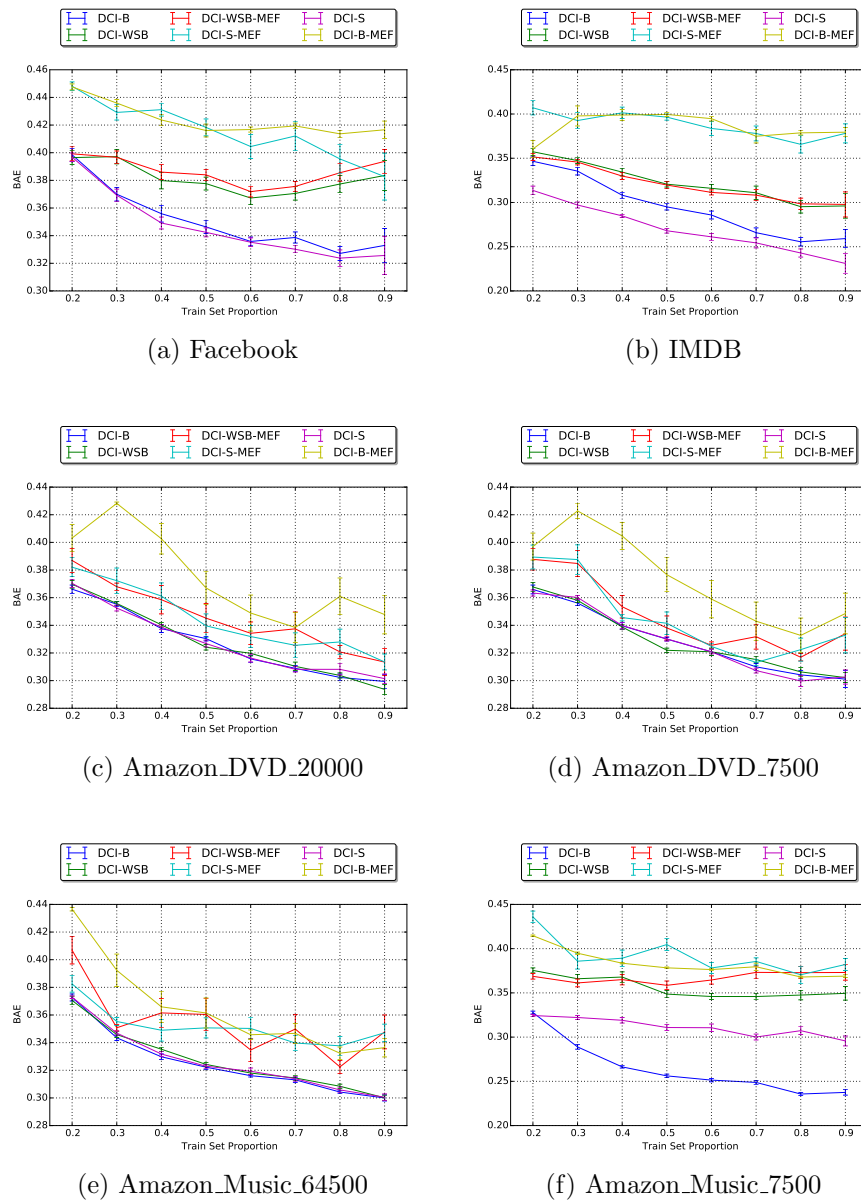 DCI-B DCI-WSB-MEF DCI-S
DCI-WSB DCI-S-MEF DCI-B-MEF
0.46
0.44
0.42
0.40
0.38
0.36
0.34
0.32
0.30
BAE
0.2 0.3 0.4 0.5 0.6 0.7 0.8 0.9
Train Set Proportion
(a) Facebook
DCI-B DCI-WSB-MEF DCI-S
DCI-WSB DCI-S-MEF DCI-B-MEF
0.45
0.40
0.35
0.30
0.25
0.20
BAE
0.2 0.3 0.4 0.5 0.6 0.7 0.8 0.9
Train Set Proportion
(b) IMDB
DCI-B DCI-WSB-MEF DCI-S
DCI-WSB DCI-S-MEF DCI-B-MEF
0.44
0.42
0.40
0.38
0.36
0.34
0.32
0.30
0.28
BAE
0.2 0.3 0.4 0.5 0.6 0.7 0.8 0.9
Train Set Proportion
(c) Amazon_DVD_20000
DCI-B DCI-WSB-MEF DCI-S
DCI-WSB DCI-S-MEF DCI-B-MEF
0.44
0.42
0.40
0.38
0.36
0.34
0.32
0.30
0.28
BAE
0.2 0.3 0.4 0.5 0.6 0.7 0.8 0.9
Train Set Proportion
(d) Amazon_DVD_7500
DCI-B DCI-WSB-MEF DCI-S
DCI-WSB DCI-S-MEF DCI-B-MEF
0.44
0.42
0.40
0.38
0.36
0.34
0.32
0.30
0.28
BAE
0.2 0.3 0.4 0.5 0.6 0.7 0.8 0.9
Train Set Proportion
(e) Amazon_Music_64500
DCI-B DCI-WSB-MEF DCI-S
DCI-WSB DCI-S-MEF DCI-B-MEF
0.45
0.40
0.35
0.30
0.25
0.20
BAE
0.2 0.3 0.4 0.5 0.6 0.7 0.8 0.9
Train Set Proportion
(f) Amazon_Music_7500